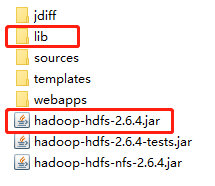 jdiff
lib
sources
templates
webapps
hadoop-hdfs-2.6.4.jar
hadoop-hdfs-2.6.4-tests.jar
hadoop-hdfs-nfs-2.6.4.jar